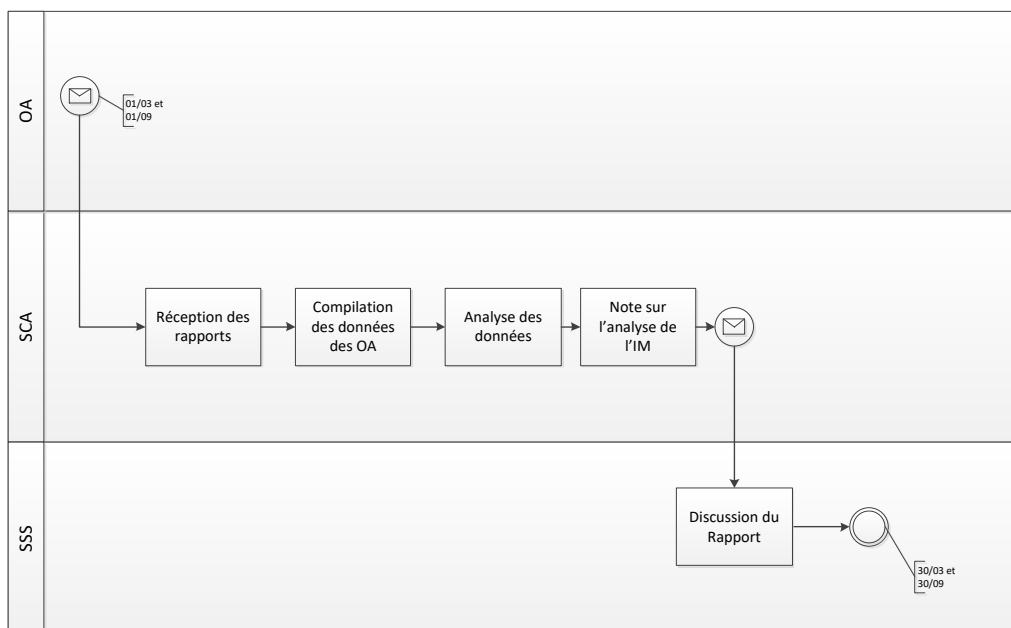 OA
01/03 et
01/09
SCA
Réception des
rapports
Compilation
des données
des OA
Analyse des
données
Note sur
l’analyse de
l’IM
SSS
Discussion du
Rapport
30/03 et
30/09